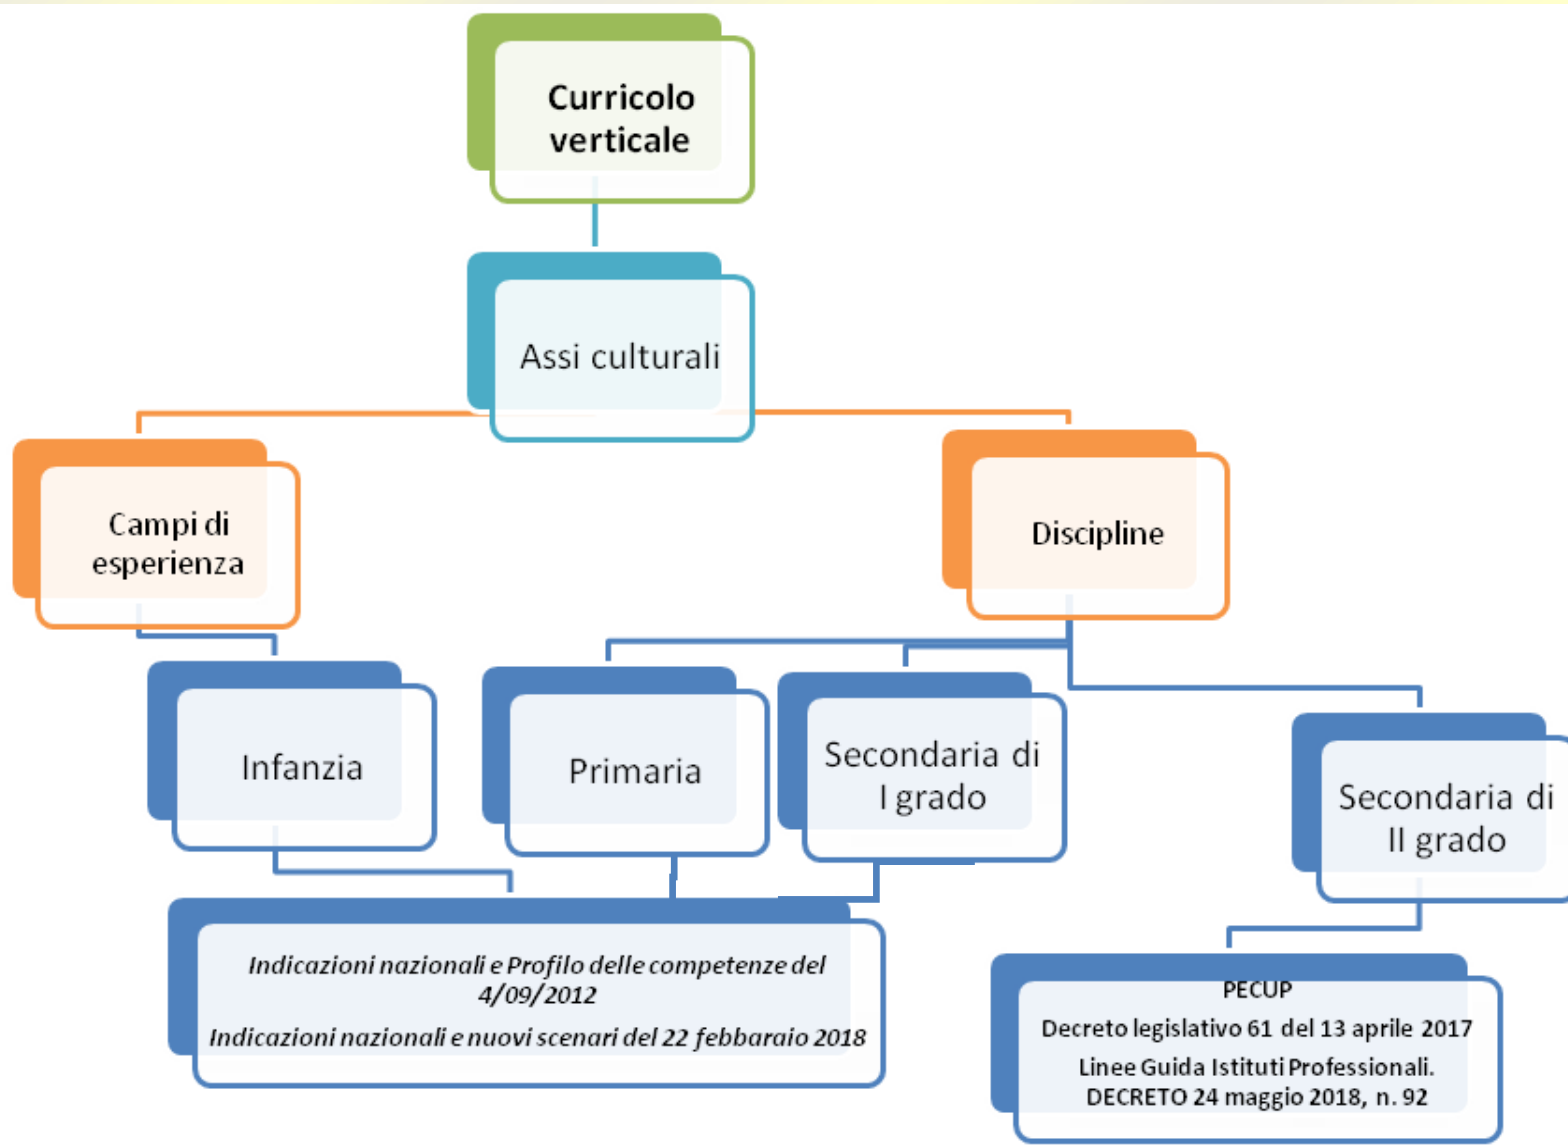 Curricolo
verticale
Assi culturali
Campi di
esperienza
Discipline
Infanzia
Primaria
Secondaria di
I grado
Secondaria di
II grado
Indicazioni nazionali e Profilo delle competenze del
4/09/2012
Indicazioni nazionali e nuovi scenari del 22 febbaraio 2018
PECUP
Decreto legislativo 61 del 13 aprile 2017
Linee Guida Istituti Professionali.
DECRETO 24 maggio 2018, n. 92